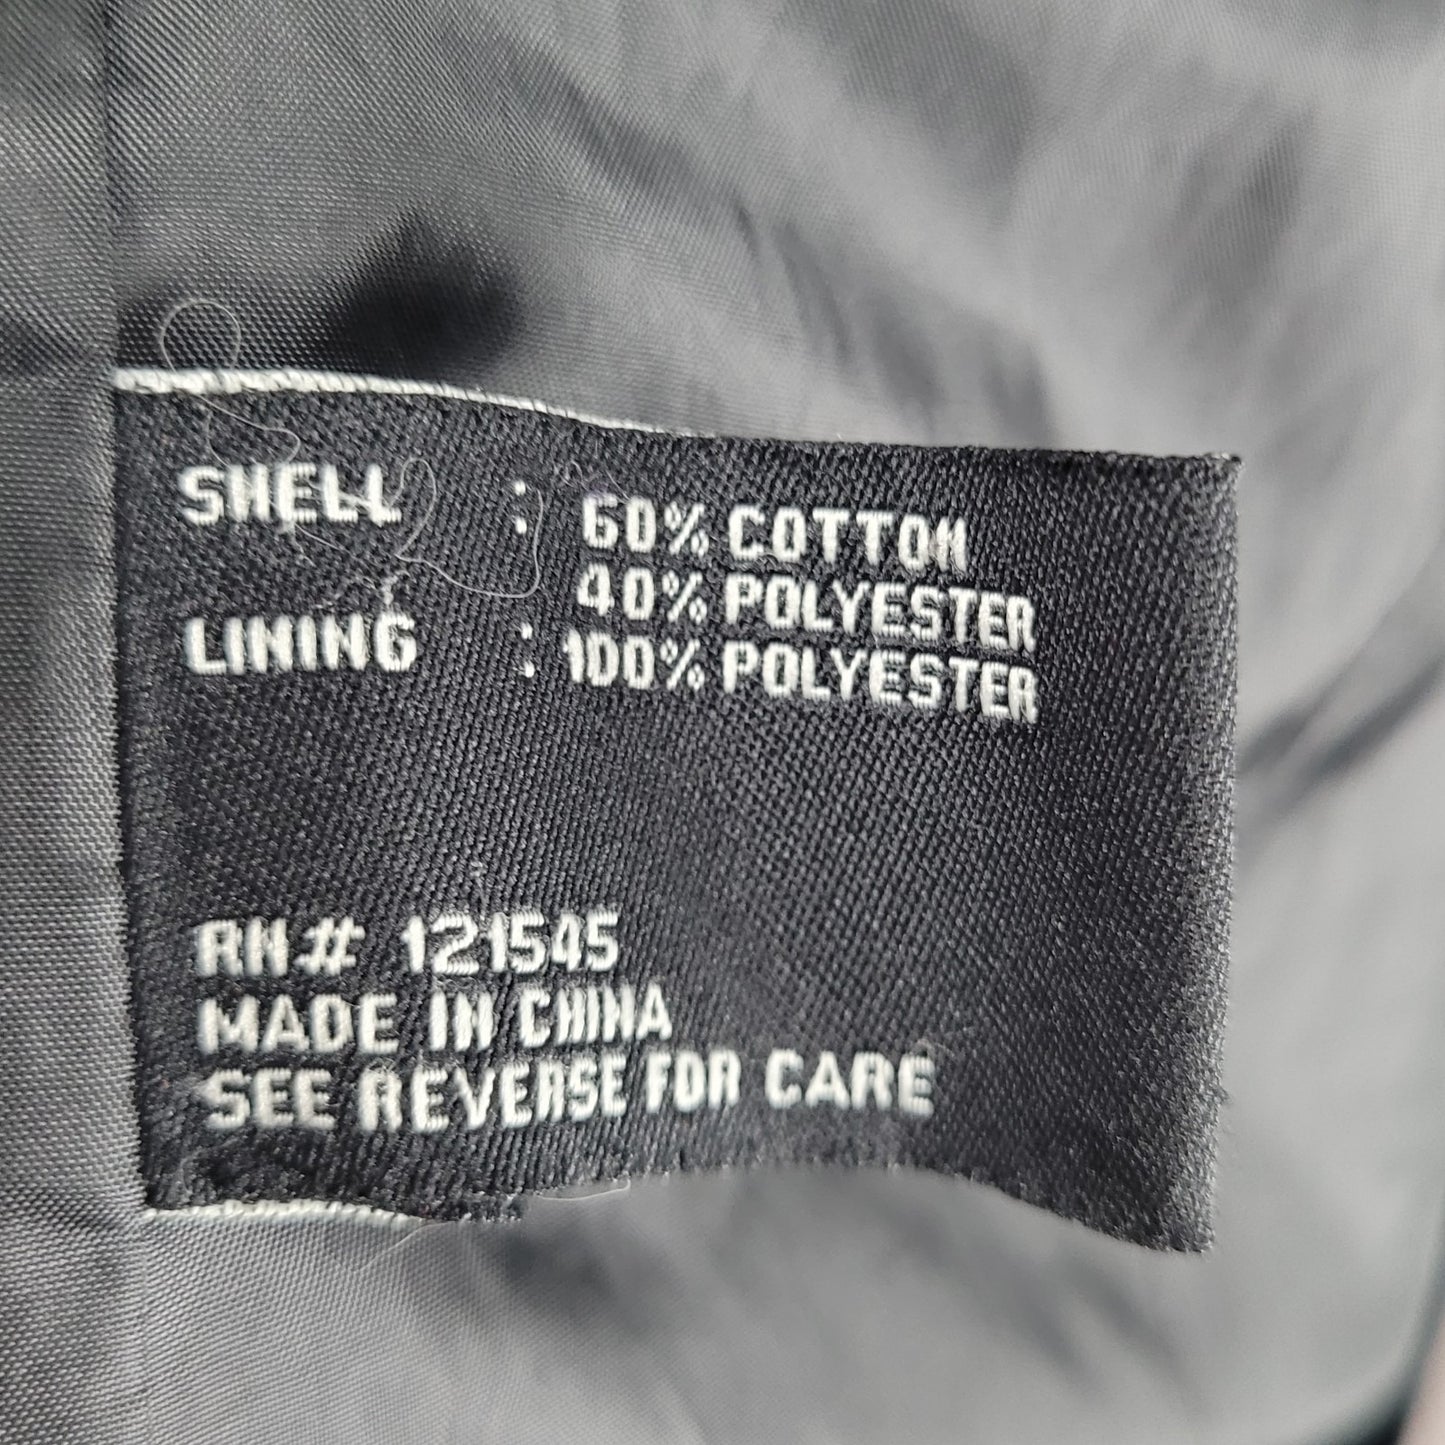 SHELL : 60% COTTON
40% POLYESTER
LINING : 100% POLYESTER
RN# 121545
MADE IN CHINA
SEE REVERSE FOR CARE